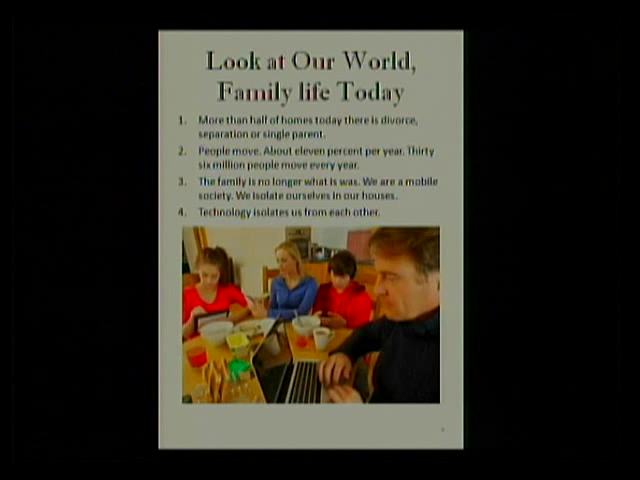 Look at Our World,
Family life Today
1. More than half of homes today there is divorce,
separation or single parent.
2. People move. About eleven percent per year. Thirty
six million people move every year.
3. The family is no longer what is was. We are a mobile
society. We isolate ourselves in our houses.
4. Technology isolates us from each other.